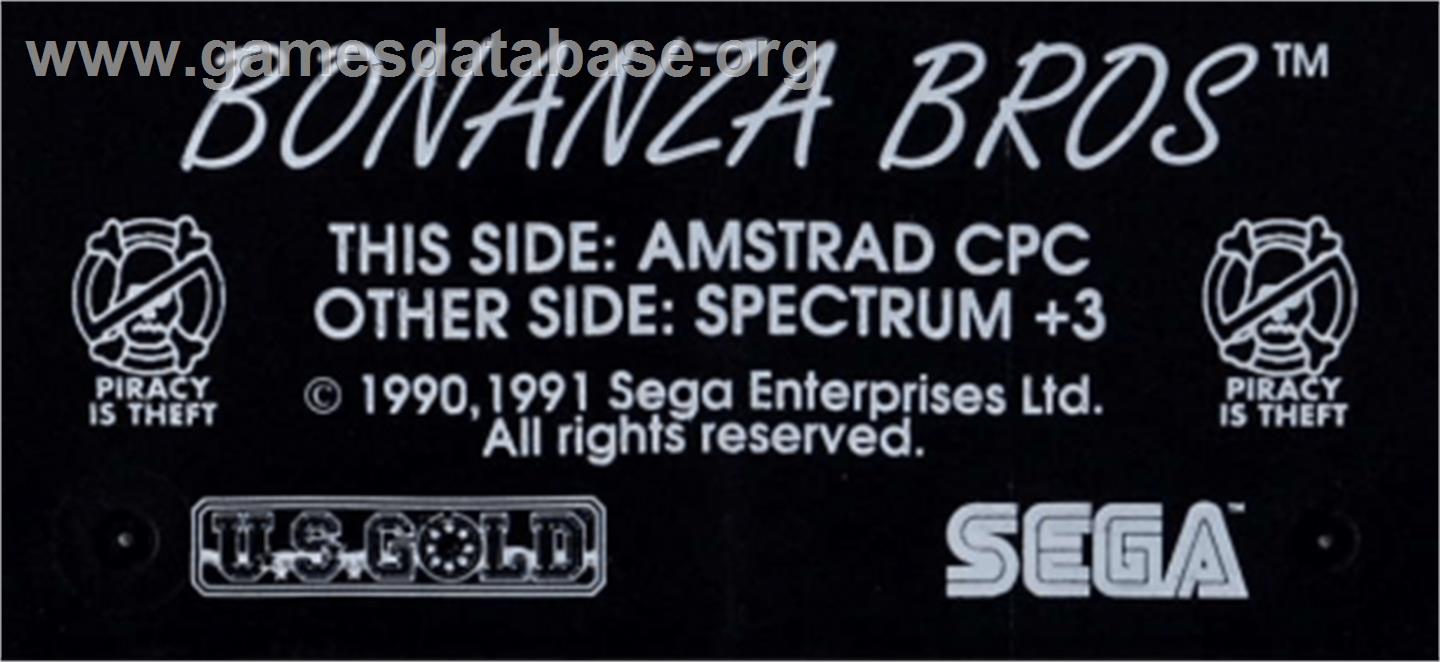 www.gamesdatabase.org
BONANZA BROS™
THIS SIDE: AMSTRAD CPC
OTHER SIDE: SPECTRUM +3
© 1990,1991 Sega Enterprises Ltd.
All rights reserved.
PIRACY
IS THEFT
PIRACY
IS THEFT
U.S. GOLD
SEGA™